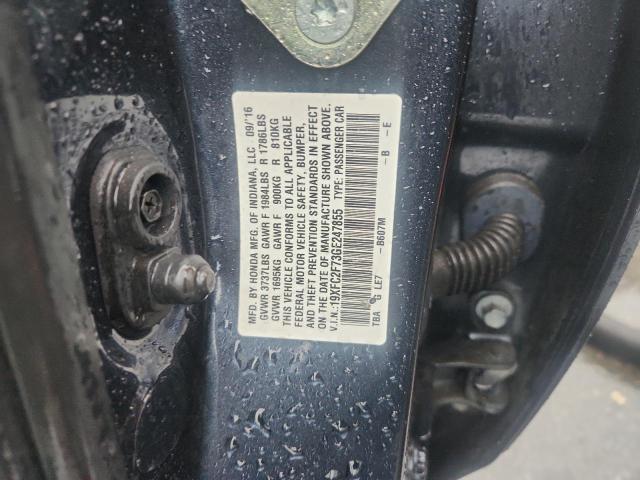 MFD. BY HONDA MFG. OF INDIANA, LLC 09/'16
GVWR 3737LBS GAWR F 1984LBS R 1786LBS
GVWR 1695KG GAWR F 900KG R 810KG
THIS VEHICLE CONFORMS TO ALL APPLICABLE
FEDERAL MOTOR VEHICLE SAFETY, BUMPER,
AND THEFT PREVENTION STANDARDS IN EFFECT
ON THE DATE OF MANUFACTURE SHOWN ABOVE.
V.I.N.:19XFC2F73GE247855 TYPE: PASSENGER CAR
TBA G LE7 – B607M – B – E